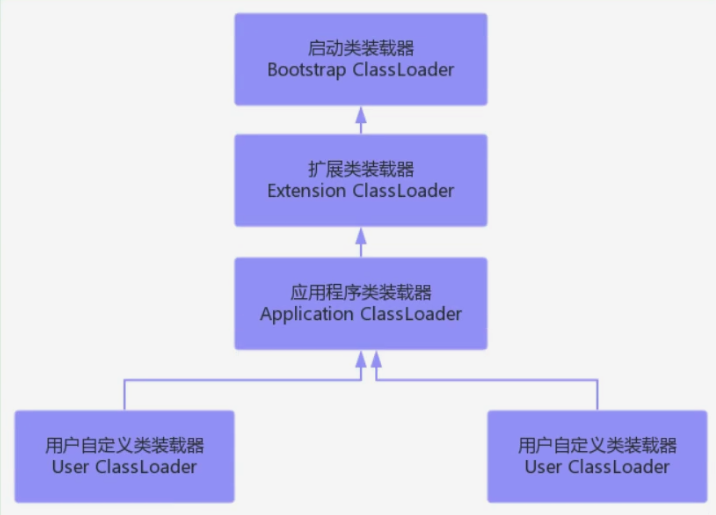 启动类装载器
Bootstrap ClassLoader
扩展类装载器
Extension ClassLoader
应用程序类装载器
Application ClassLoader
用户自定义类装载器
User ClassLoader
用户自定义类装载器
User ClassLoader